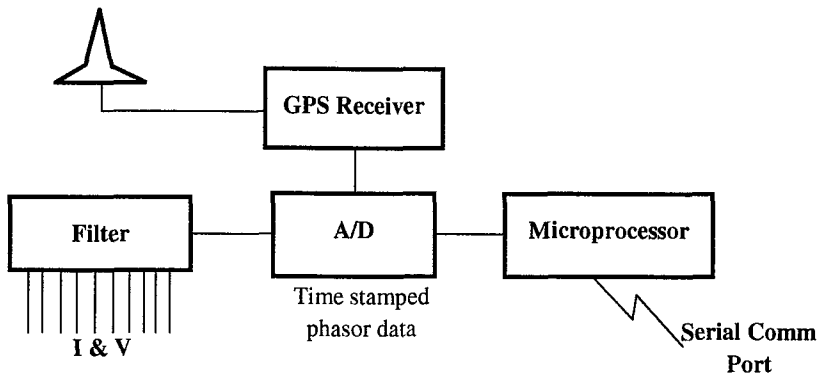 GPS Receiver
Filter
A/D
Microprocessor
Time stamped
phasor data
I & V
Serial Comm
Port